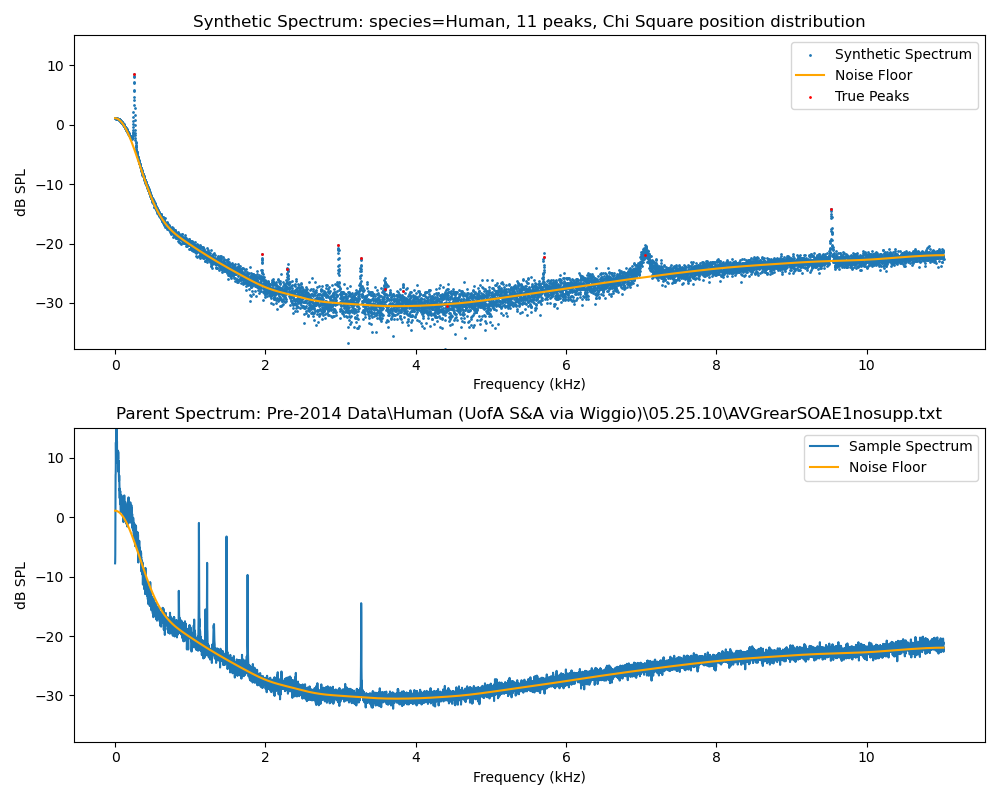 Synthetic Spectrum: species=Human, 11 peaks, Chi Square position distribution
10
0
−10
−20
−30
dB SPL
Synthetic Spectrum
Noise Floor
True Peaks
0 2 4 6 8 10
Frequency (kHz)
Parent Spectrum: Pre-2014 Data\Human (UofA S&A via Wiggio)\05.25.10\AVGrearSOAE1nosupp.txt
10
0
−10
−20
−30
dB SPL
Sample Spectrum
Noise Floor
0 2 4 6 8 10
Frequency (kHz)